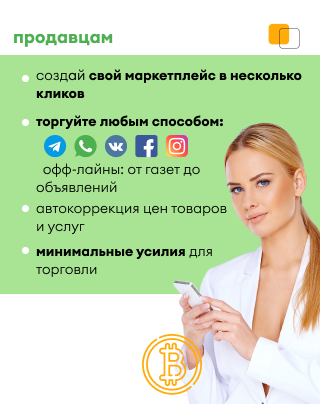 продавцам
создай свой маркетплейс в несколько
кликов
торгуйте любым способом:
офф-лайны: от газет до
объявлений
автокоррекция цен товаров
и услуг
минимальные усилия для
торговли